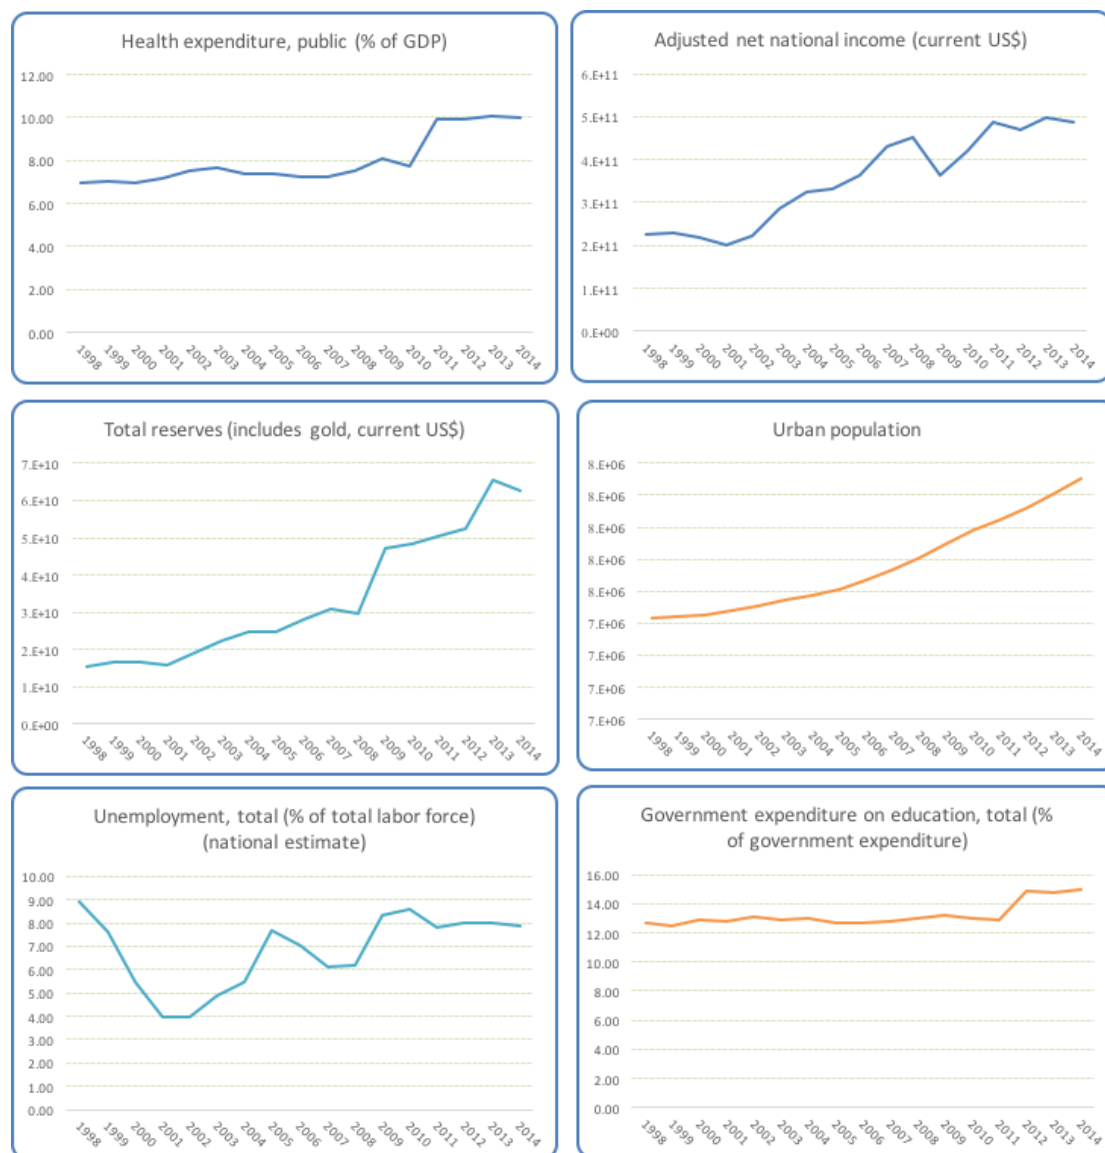 Health expenditure, public (% of GDP)
12.00
10.00
8.00
6.00
4.00
2.00
0.00
1998 1999 2000 2001 2002 2003 2004 2005 2006 2007 2008 2009 2010 2011 2012 2013 2014
Adjusted net national income (current US$)
6.E+11
5.E+11
4.E+11
3.E+11
2.E+11
1.E+11
0.E+00
1998 1999 2000 2001 2002 2003 2004 2005 2006 2007 2008 2009 2010 2011 2012 2013 2014
Total reserves (includes gold, current US$)
7.E+10
6.E+10
5.E+10
4.E+10
3.E+10
2.E+10
1.E+10
0.E+00
1998 1999 2000 2001 2002 2003 2004 2005 2006 2007 2008 2009 2010 2011 2012 2013 2014
Urban population
8.E+06
8.E+06
8.E+06
8.E+06
8.E+06
7.E+06
7.E+06
7.E+06
7.E+06
1998 1999 2000 2001 2002 2003 2004 2005 2006 2007 2008 2009 2010 2011 2012 2013 2014
Unemployment, total (% of total labor force)
(national estimate)
10.00
9.00
8.00
7.00
6.00
5.00
4.00
3.00
2.00
1.00
0.00
1998 1999 2000 2001 2002 2003 2004 2005 2006 2007 2008 2009 2010 2011 2012 2013 2014
Government expenditure on education, total (%
of government expenditure)
16.00
14.00
12.00
10.00
8.00
6.00
4.00
2.00
0.00
1998 1999 2000 2001 2002 2003 2004 2005 2006 2007 2008 2009 2010 2011 2012 2013 2014